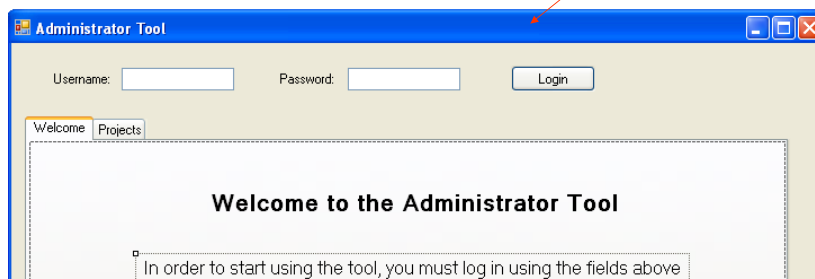 Administrator Tool
Username: Password: Login
Welcome Projects
Welcome to the Administrator Tool
In order to start using the tool, you must log in using the fields above